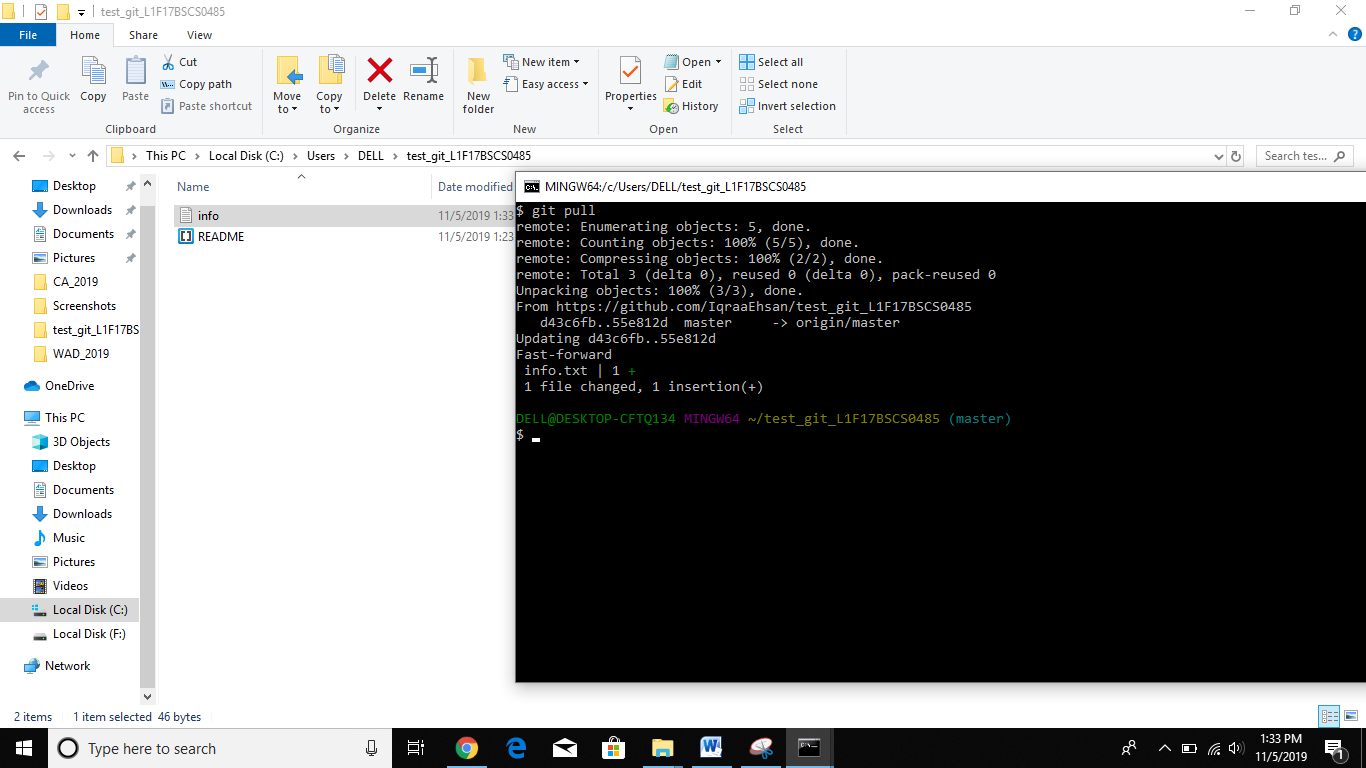 test_git_L1F17BSCS0485
File Home Share View
Pin to Quick access
Copy
Paste
Cut
Copy path
Paste shortcut
Clipboard
Move to
Copy to
Delete
Rename
Organize
New folder
New item
Easy access
New
Properties
Open
Edit
History
Open
Select all
Select none
Invert selection
Select
This PC > Local Disk (C:) > Users > DELL > test_git_L1F17BSCS0485
Search tes...
Desktop
Downloads
Documents
Pictures
CA_2019
Screenshots
test_git_L1F17BS
WAD_2019
OneDrive
This PC
3D Objects
Desktop
Documents
Downloads
Music
Pictures
Videos
Local Disk (C:)
Local Disk (F:)
Network
Name Date modified
info 11/5/2019 1:33
README 11/5/2019 1:23
MINGW64:/c/Users/DELL/test_git_L1F17BSCS0485
$ git pull
remote: Enumerating objects: 5, done.
remote: Counting objects: 100% (5/5), done.
remote: Compressing objects: 100% (2/2), done.
remote: Total 3 (delta 0), reused 0 (delta 0), pack-reused 0
Unpacking objects: 100% (3/3), done.
From https://github.com/IqraaEhsan/test_git_L1F17BSCS0485
d43c6fb..55e812d master -> origin/master
Updating d43c6fb..55e812d
Fast-forward
info.txt | 1 +
1 file changed, 1 insertion(+)
DELL@DESKTOP-CFTQ134 MINGW64 ~/test_git_L1F17BSCS0485 (master)
$
2 items 1 item selected 46 bytes
Type here to search
1:33 PM
11/5/2019
1